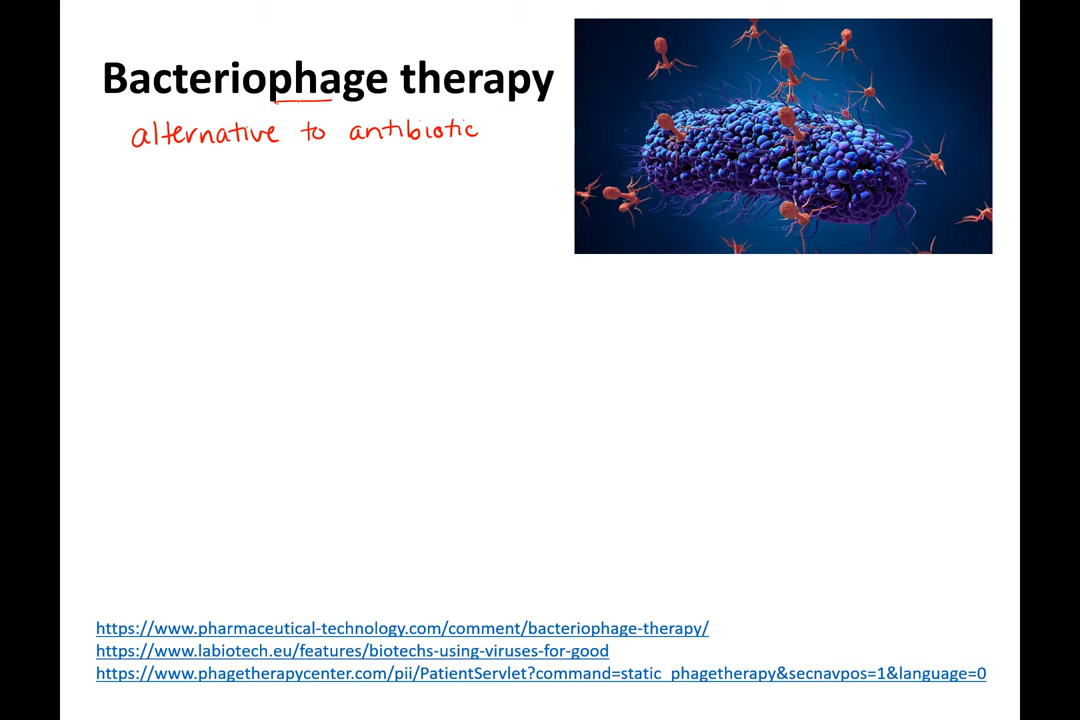 Bacteriophage therapy
alternative to antibiotic
https://www.pharmaceutical-technology.com/comment/bacteriophage-therapy/
https://www.labiotech.eu/features/biotechs-using-viruses-for-good
https://www.phagetherapycenter.com/pii/PatientServlet?command=static_phagetherapy&secnavpos=1&language=0